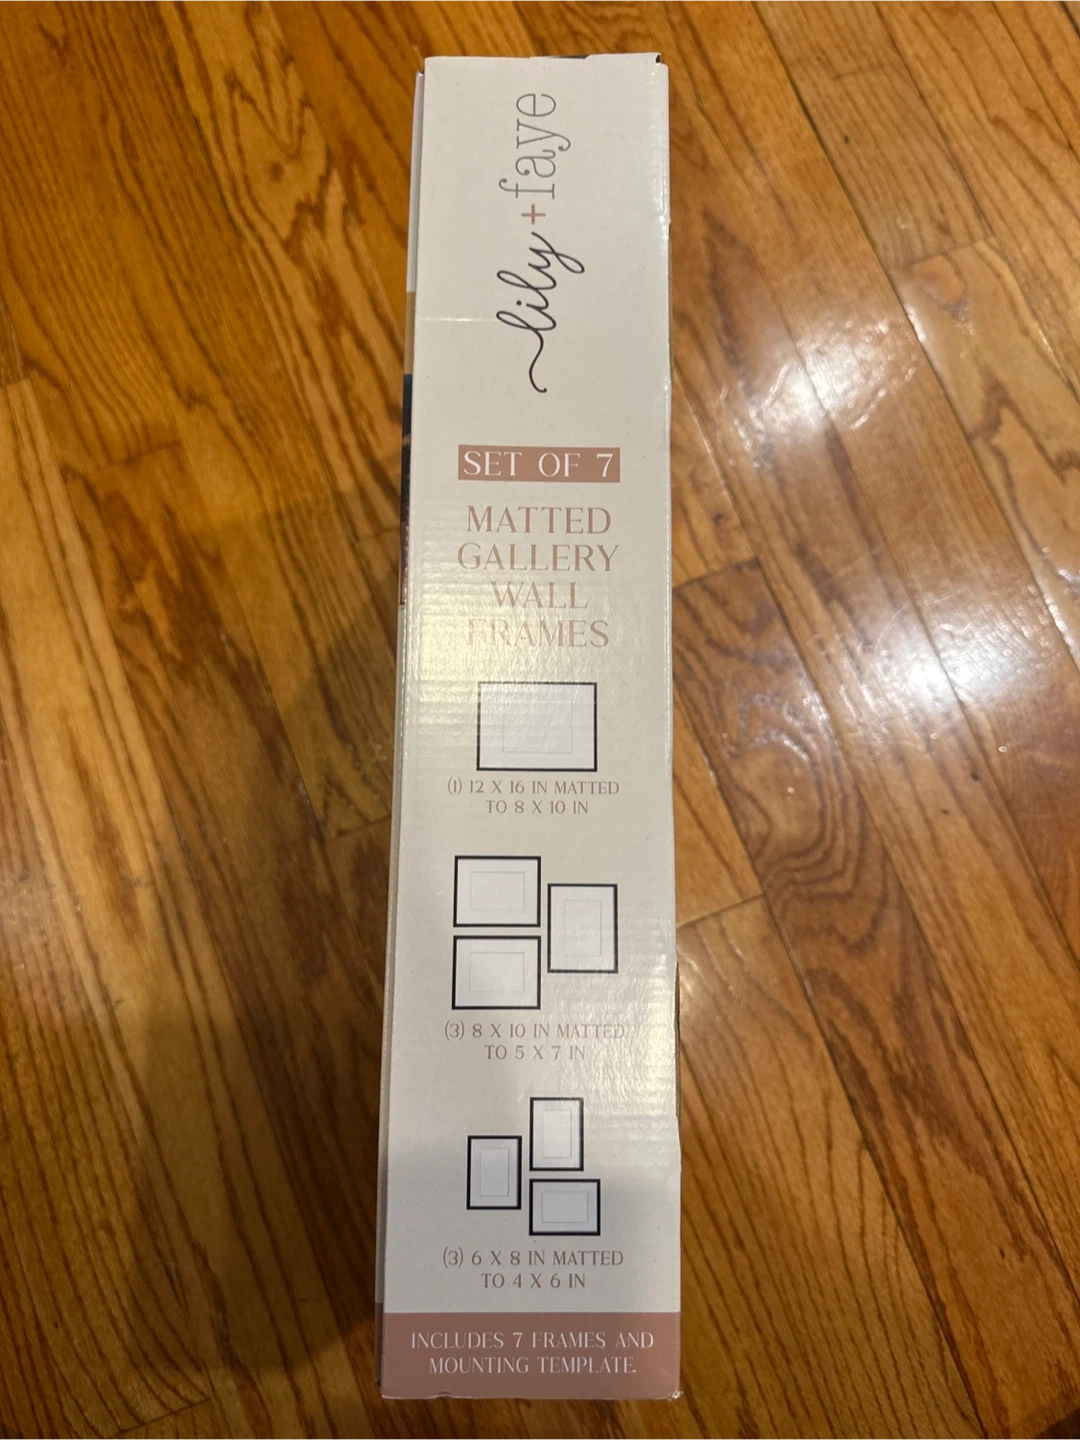 lily + faye
SET OF 7
MATTED
GALLERY
WALL
FRAMES
(1) 12 X 16 IN MATTED
TO 8 X 10 IN
(3) 8 X 10 IN MATTED
TO 5 X 7 IN
(3) 6 X 8 IN MATTED
TO 4 X 6 IN
INCLUDES 7 FRAMES AND
MOUNTING TEMPLATE.